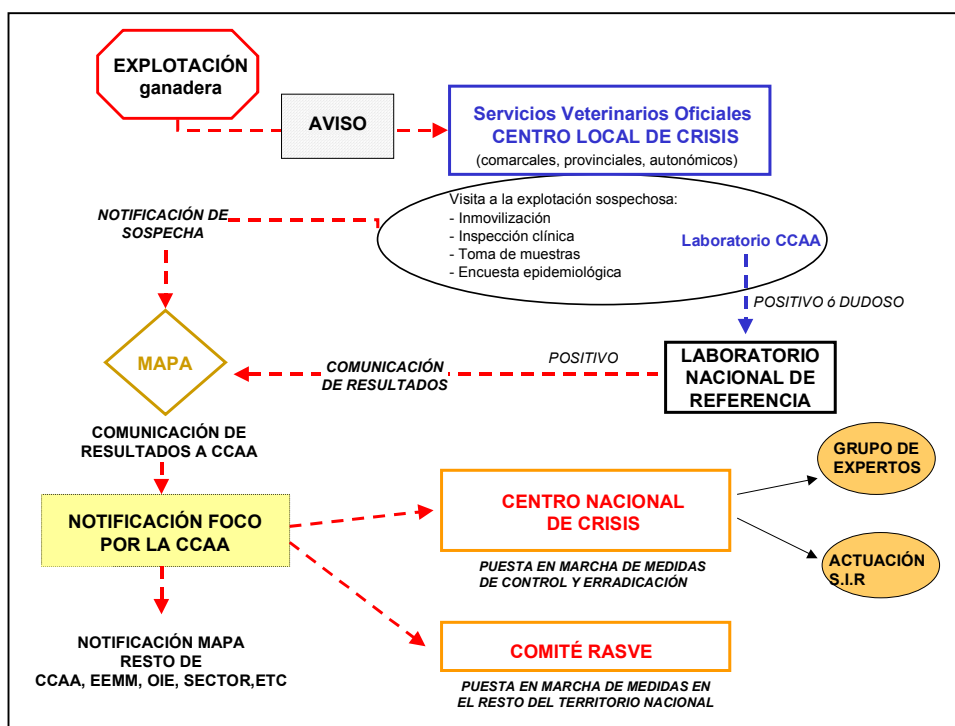 EXPLOTACIÓN
ganadera
AVISO
Servicios Veterinarios Oficiales
CENTRO LOCAL DE CRISIS
(comarcales, provinciales, autonómicos)
Visita a la explotación sospechosa:
- Inmovilización
- Inspección clínica
- Toma de muestras
- Encuesta epidemiológica
Laboratorio CCAA
NOTIFICACIÓN DE
SOSPECHA
POSITIVO ó DUDOSO
MAPA
COMUNICACIÓN
DE RESULTADOS
POSITIVO
LABORATORIO
NACIONAL DE
REFERENCIA
COMUNICACIÓN DE
RESULTADOS A CCAA
GRUPO DE
EXPERTOS
NOTIFICACIÓN FOCO
POR LA CCAA
CENTRO NACIONAL
DE CRISIS
PUESTA EN MARCHA DE MEDIDAS
DE CONTROL Y ERRADICACIÓN
ACTUACIÓN
S.I.R
NOTIFICACIÓN MAPA
RESTO DE
CCAA, EEMM, OIE, SECTOR,ETC
COMITÉ RASVE
PUESTA EN MARCHA DE MEDIDAS EN
EL RESTO DEL TERRITORIO NACIONAL